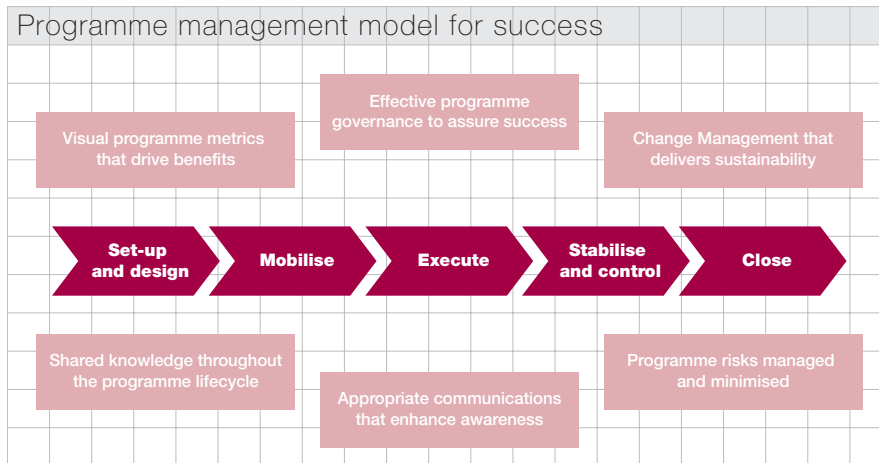 Programme management model for success
Effective programme
governance to assure success
Visual programme metrics
that drive benefits
Change Management that
delivers sustainability
Set-up
and design
Mobilise
Execute
Stabilise
and control
Close
Shared knowledge throughout
the programme lifecycle
Appropriate communications
that enhance awareness
Programme risks managed
and minimised